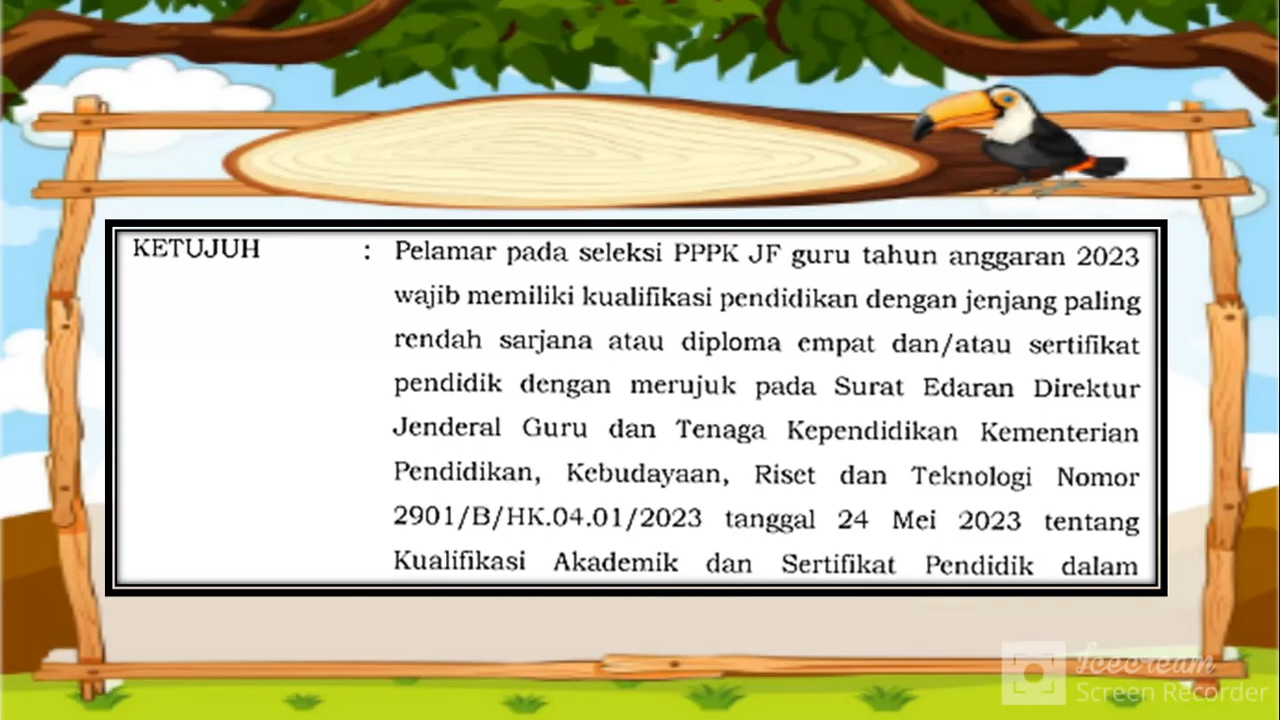 KETUJUH : Pelamar pada seleksi PPPK JF guru tahun anggaran 2023
wajib memiliki kualifikasi pendidikan dengan jenjang paling
rendah sarjana atau diploma empat dan/atau sertifikat
pendidik dengan merujuk pada Surat Edaran Direktur
Jenderal Guru dan Tenaga Kependidikan Kementerian
Pendidikan, Kebudayaan, Riset dan Teknologi Nomor
2901/B/HK.04.01/2023 tanggal 24 Mei 2023 tentang
Kualifikasi Akademik dan Sertifikat Pendidik dalam
Icecream
Screen Recorder